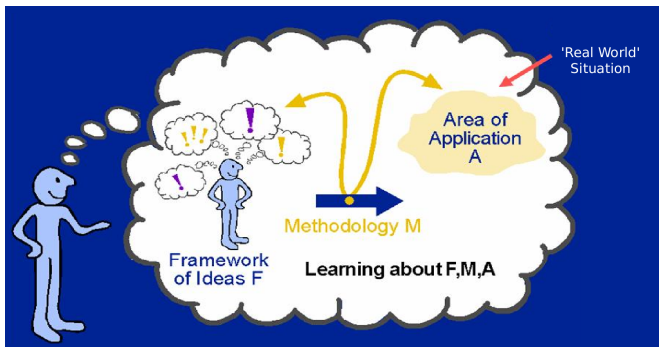 'Real World'
Situation
! ! !
!
!
!
Area of
Application
A
Methodology M
Framework
of Ideas F
Learning about F,M,A